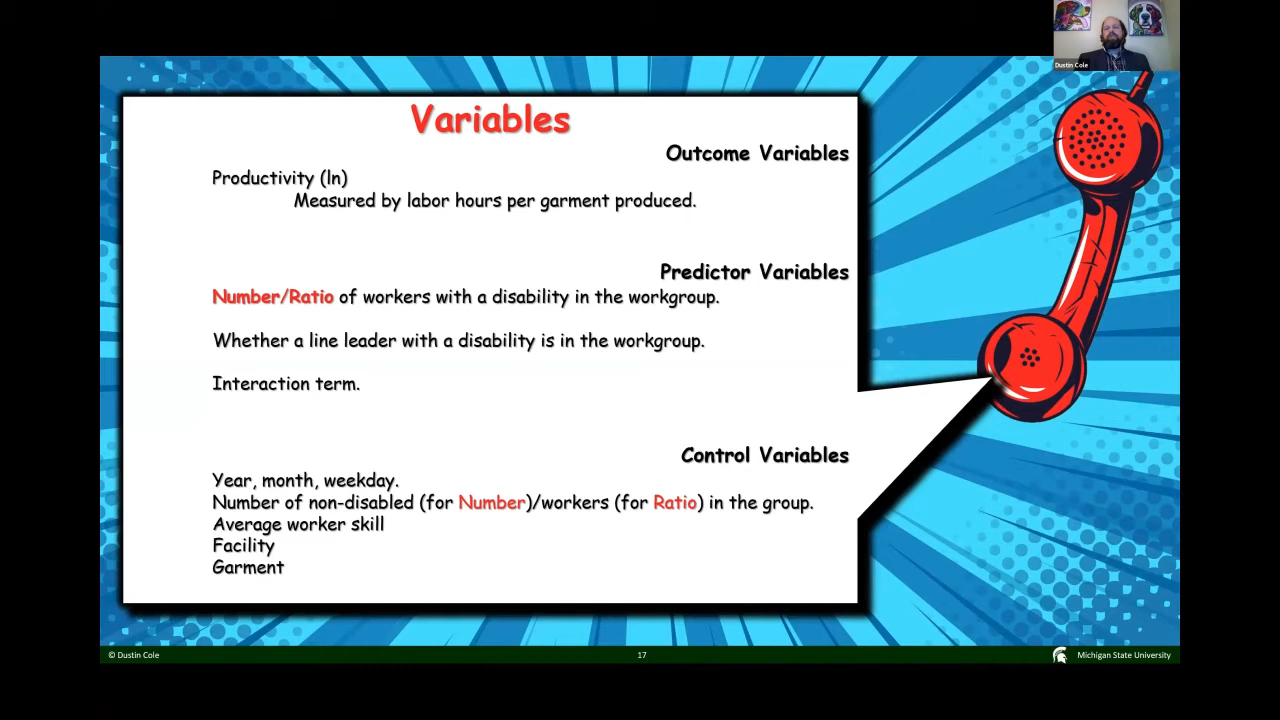 Dustin Cole
Variables
Outcome Variables
Productivity (ln)
Measured by labor hours per garment produced.
Predictor Variables
Number/Ratio of workers with a disability in the workgroup.
Whether a line leader with a disability is in the workgroup.
Interaction term.
Control Variables
Year, month, weekday.
Number of non-disabled (for Number)/workers (for Ratio) in the group.
Average worker skill
Facility
Garment
© Dustin Cole
17
Michigan State University